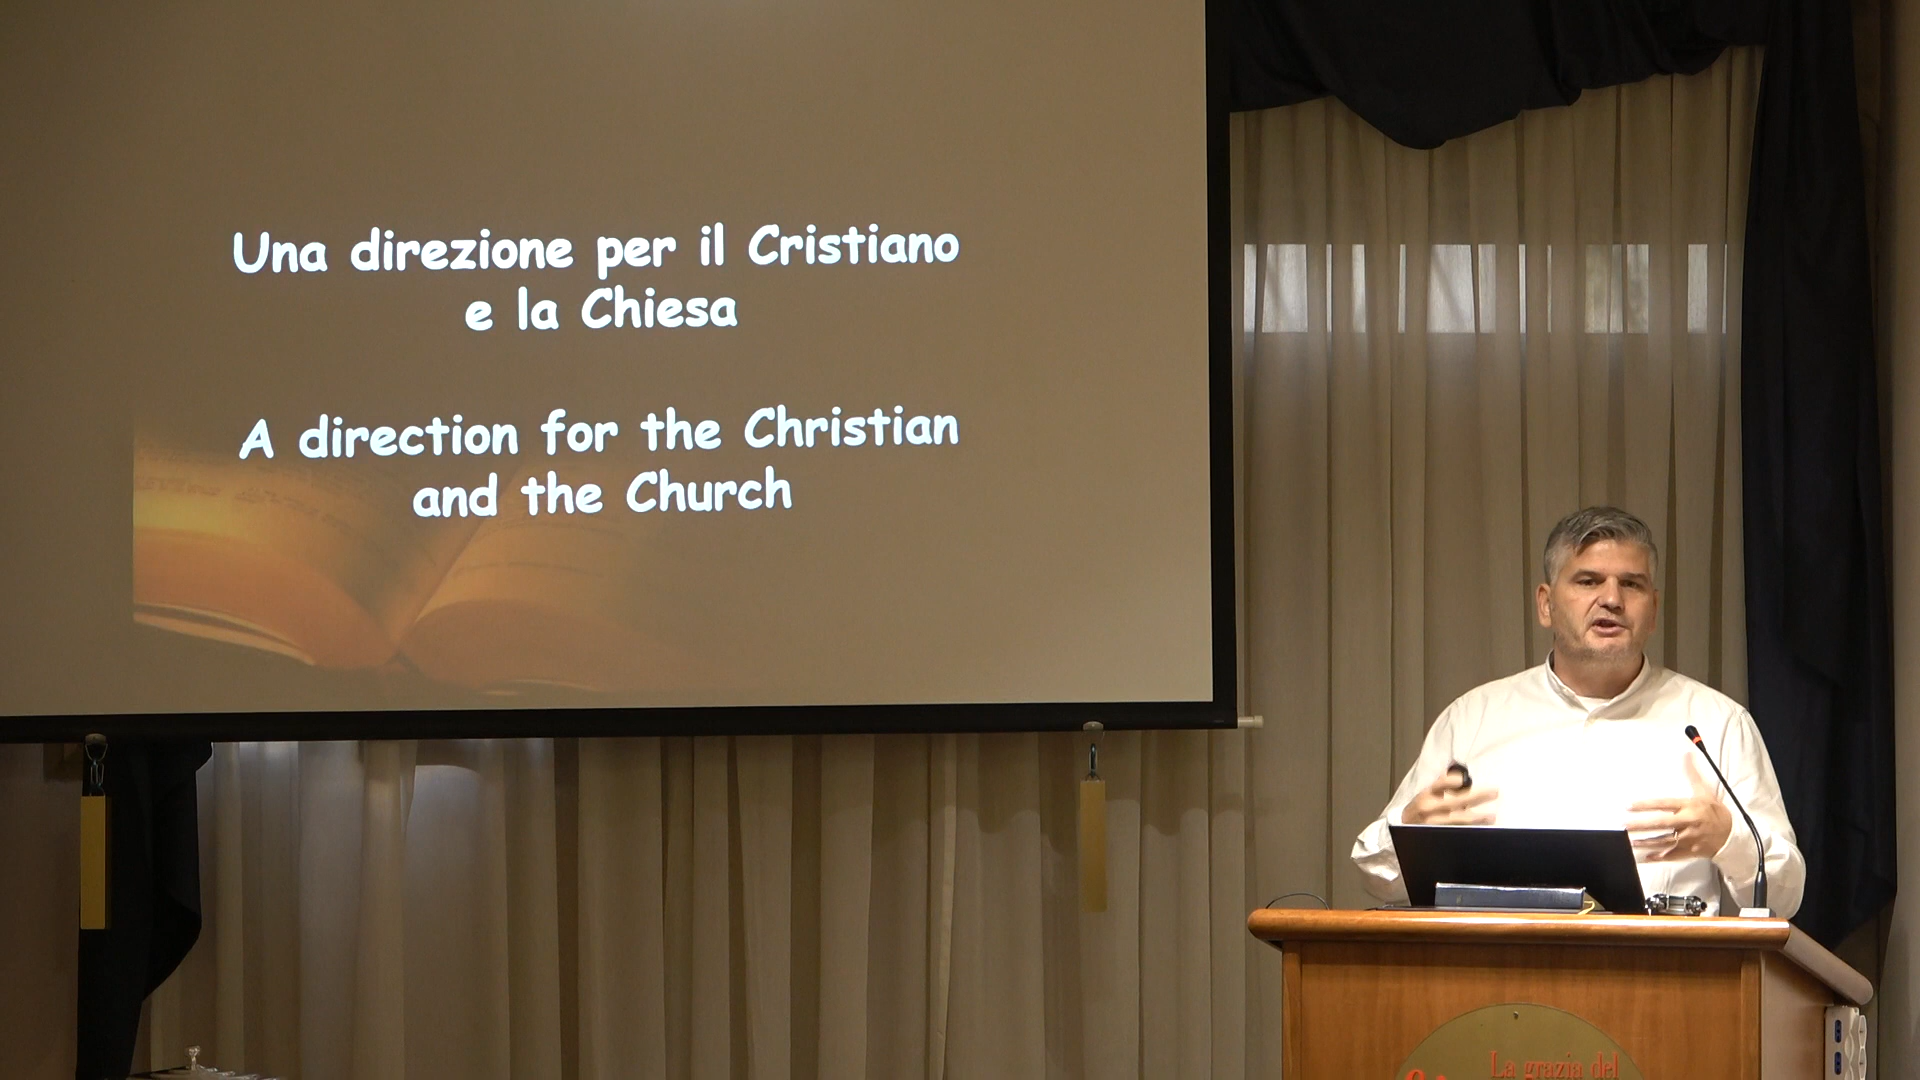 Una direzione per il Cristiano
e la Chiesa
A direction for the Christian
and the Church
La grazia del